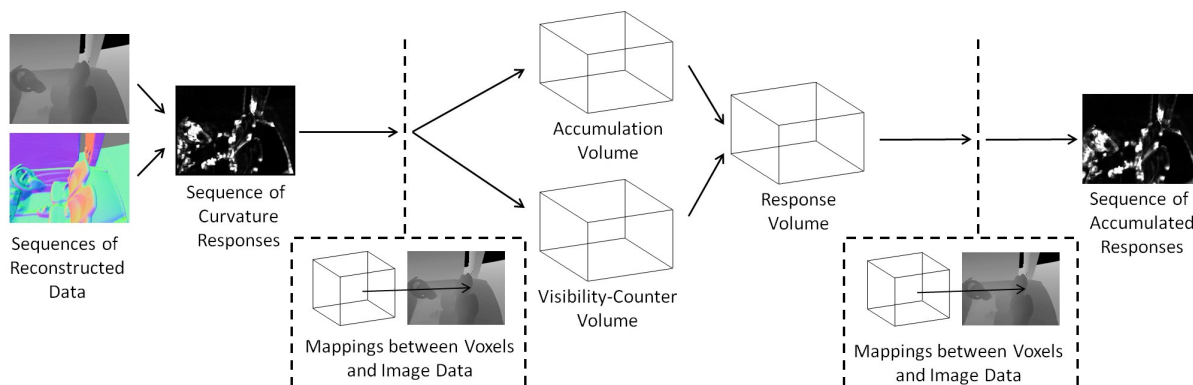 Sequences of
Reconstructed
Data
Sequence of
Curvature
Responses
Mappings between Voxels
and Image Data
Accumulation
Volume
Visibility-Counter
Volume
Response
Volume
Mappings between Voxels
and Image Data
Sequence of
Accumulated
Responses